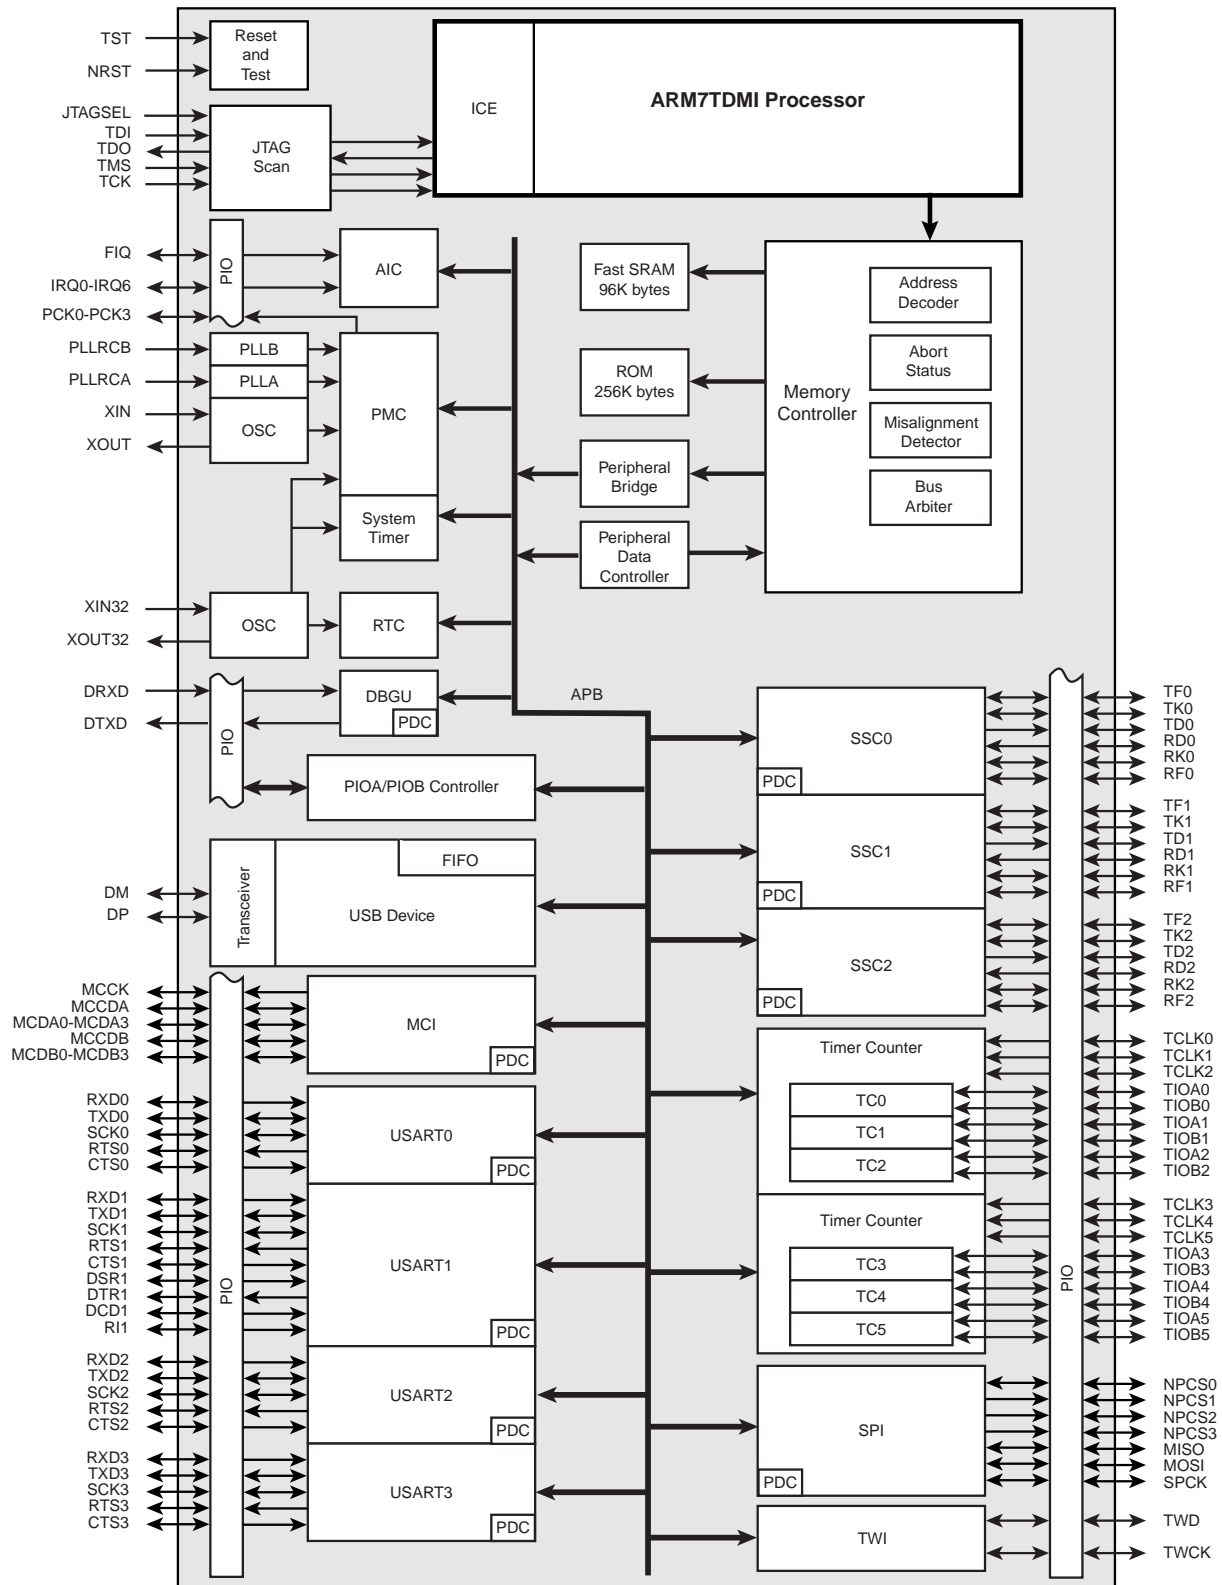 TST
NRST
Reset
and
Test
ICE
ARM7TDMI Processor
JTAGSEL
TDI
TDO
TMS
TCK
JTAG
Scan
FIQ
IRQ0-IRQ6
PCK0-PCK3
PIO
AIC
PLLRCB
PLLRCA
XIN
XOUT
PLLB
PLLA
OSC
PMC
System
Timer
XIN32
XOUT32
OSC
RTC
Fast SRAM
96K bytes
ROM
256K bytes
Peripheral
Bridge
Peripheral
Data
Controller
Memory
Controller
Address
Decoder
Abort
Status
Misalignment
Detector
Bus
Arbiter
DRXD
DTXD
PIO
DBGU
PDC
APB
PIOA/PIOB Controller
DM
DP
Transceiver
FIFO
USB Device
MCCK
MCCDA
MCDA0-MCDA3
MCCDB
MCDB0-MCDB3
MCI
PDC
RXD0
TXD0
SCK0
RTS0
CTS0
USART0
PDC
RXD1
TXD1
SCK1
RTS1
CTS1
DSR1
DTR1
DCD1
RI1
PIO
USART1
PDC
RXD2
TXD2
SCK2
RTS2
CTS2
USART2
PDC
RXD3
TXD3
SCK3
RTS3
CTS3
USART3
PDC
SSC0
PDC
TF0
TK0
TD0
RD0
RK0
RF0
SSC1
PDC
TF1
TK1
TD1
RD1
RK1
RF1
SSC2
PDC
TF2
TK2
TD2
RD2
RK2
RF2
Timer Counter
TC0
TC1
TC2
TCLK0
TCLK1
TCLK2
TIOA0
TIOB0
TIOA1
TIOB1
TIOA2
TIOB2
Timer Counter
TC3
TC4
TC5
PIO
TCLK3
TCLK4
TCLK5
TIOA3
TIOB3
TIOA4
TIOB4
TIOA5
TIOB5
SPI
PDC
NPCS0
NPCS1
NPCS2
NPCS3
MISO
MOSI
SPCK
TWI
TWD
TWCK